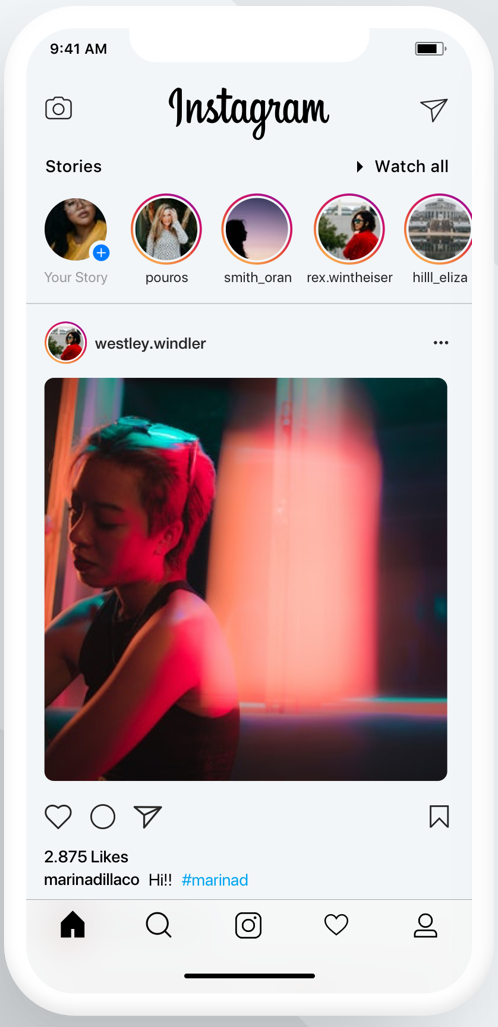 9:41 AM
Instagram
Stories
Watch all
Your Story
pouros
smith_oran
rex.wintheiser
hilll_eliza
westley.windler
2.875 Likes
marinadillaco Hi!! #marinad